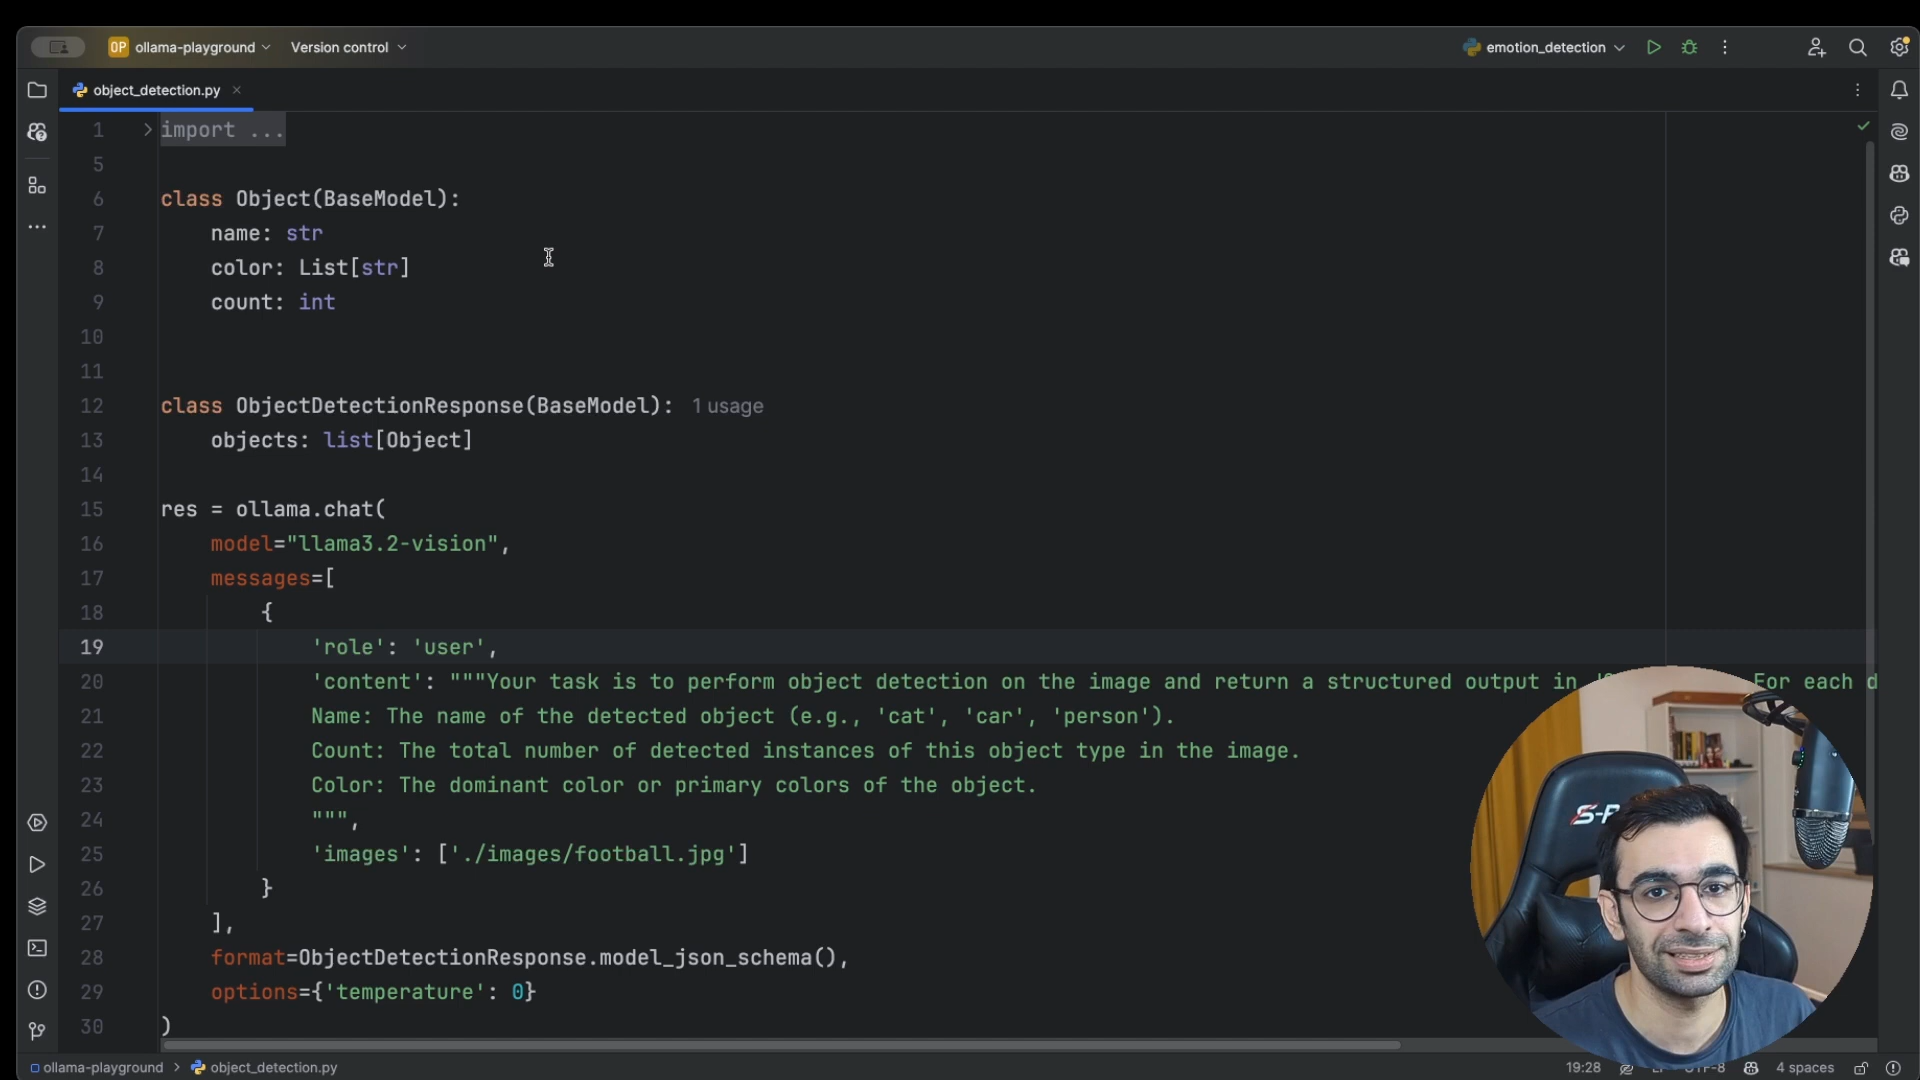 OP ollama-playground Version control emotion_detection
object_detection.py
1 import ...
5
6 class Object(BaseModel):
7 name: str
8 color: List[str]
9 count: int
10
11
12 class ObjectDetectionResponse(BaseModel): 1 usage
13 objects: list[Object]
14
15 res = ollama.chat(
16 model="llama3.2-vision",
17 messages=[
18 {
19 'role': 'user',
20 'content': """Your task is to perform object detection on the image and return a structured output in For each d
21 Name: The name of the detected object (e.g., 'cat', 'car', 'person').
22 Count: The total number of detected instances of this object type in the image.
23 Color: The dominant color or primary colors of the object.
24 """,
25 'images': ['./images/football.jpg']
26 }
27 ],
28 format=ObjectDetectionResponse.model_json_schema(),
29 options={'temperature': 0}
30 )
ollama-playground > object_detection.py 19:28 UTF-8 4 spaces